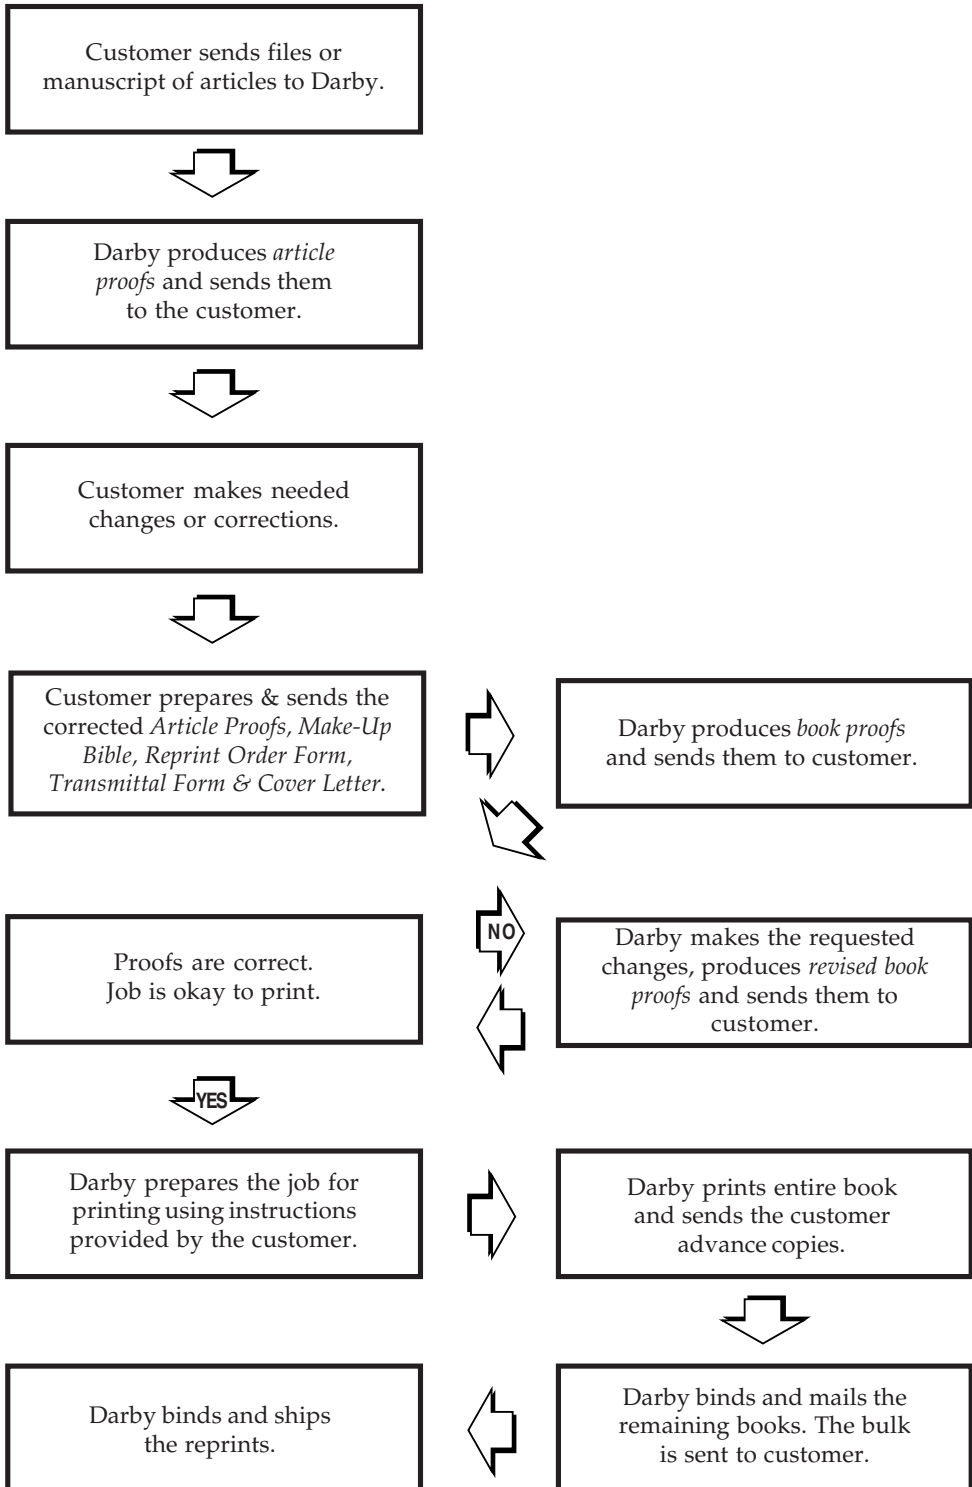 Customer sends files or
manuscript of articles to Darby.
Darby produces article
proofs and sends them
to the customer.
Customer makes needed
changes or corrections.
Customer prepares & sends the
corrected Article Proofs, Make-Up
Bible, Reprint Order Form,
Transmittal Form & Cover Letter.
Darby produces book proofs
and sends them to customer.
Proofs are correct.
Job is okay to print.
NO
Darby makes the requested
changes, produces revised book
proofs and sends them to
customer.
YES
Darby prepares the job for
printing using instructions
provided by the customer.
Darby prints entire book
and sends the customer
advance copies.
Darby binds and mails the
remaining books. The bulk
is sent to customer.
Darby binds and ships
the reprints.